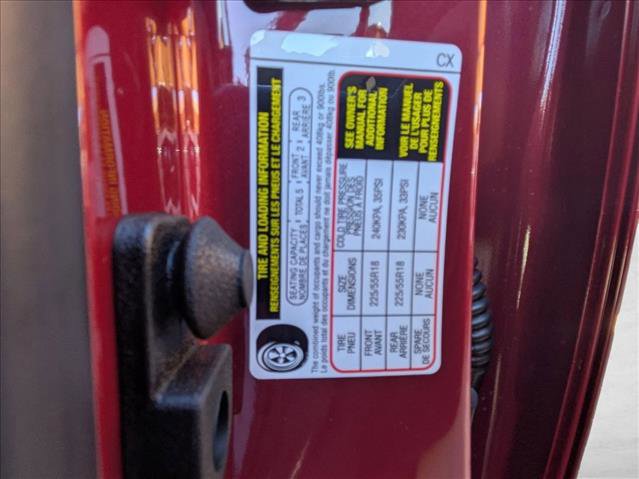 TIRE AND LOADING INFORMATION
RENSEIGNEMENTS SUR LES PNEUS ET LE CHARGEMENT
SEATING CAPACITY TOTAL 5 FRONT 2 REAR 3
NOMBRE DE PLACES AVANT ARRIÈRE
The combined weight of occupants and cargo should never exceed 408kg or 900lbs.
Le poids total des occupants et du chargement ne doit jamais dépasser 408kg ou 900lb.
TIRE
PNEU
SIZE
DIMENSIONS
COLD TIRE PRESSURE
PRESSION DES
PNEUS À FROID
SEE OWNER'S
MANUAL FOR
ADDITIONAL
INFORMATION
FRONT
AVANT
225/55R18
240KPA, 35PSI
REAR
ARRIÈRE
225/55R18
230KPA, 33PSI
VOIR LE MANUEL
DE L'USAGER
POUR PLUS DE
RENSEIGNEMENTS
SPARE
DE SECOURS
NONE
AUCUN
NONE
AUCUN
CX